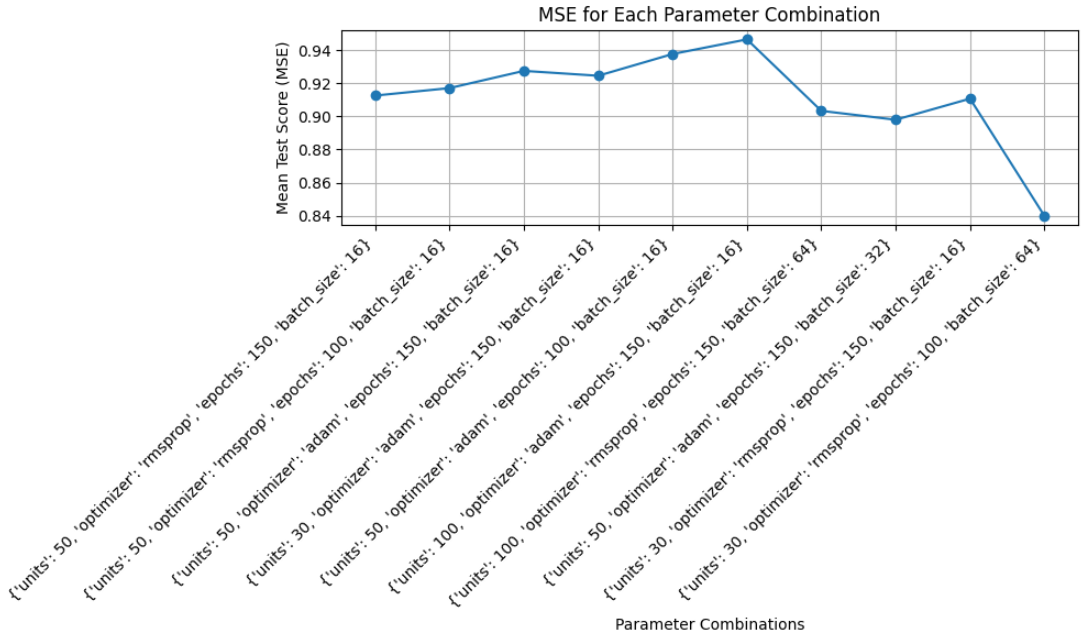 MSE for Each Parameter Combination
Mean Test Score (MSE)
0.94
0.92
0.90
0.88
0.86
0.84
{'units': 50, 'optimizer': 'rmsprop', 'epochs': 150, 'batch_size': 16}
{'units': 50, 'optimizer': 'rmsprop', 'epochs': 100, 'batch_size': 16}
{'units': 50, 'optimizer': 'adam', 'epochs': 150, 'batch_size': 16}
{'units': 30, 'optimizer': 'adam', 'epochs': 150, 'batch_size': 16}
{'units': 50, 'optimizer': 'adam', 'epochs': 100, 'batch_size': 16}
{'units': 100, 'optimizer': 'adam', 'epochs': 150, 'batch_size': 16}
{'units': 100, 'optimizer': 'rmsprop', 'epochs': 150, 'batch_size': 64}
{'units': 50, 'optimizer': 'adam', 'epochs': 150, 'batch_size': 32}
{'units': 30, 'optimizer': 'rmsprop', 'epochs': 150, 'batch_size': 16}
{'units': 30, 'optimizer': 'rmsprop', 'epochs': 100, 'batch_size': 64}
Parameter Combinations